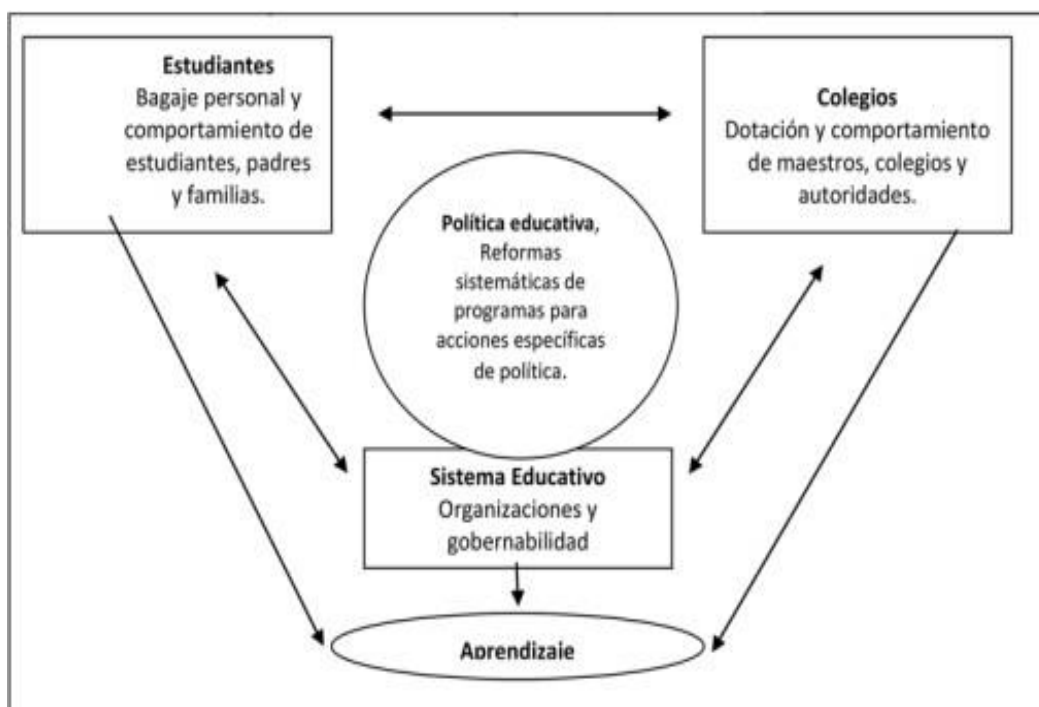 Estudiantes
Bagaje personal y
comportamiento de
estudiantes, padres
y familias.
Colegios
Dotación y comportamiento
de maestros, colegios y
autoridades.
Política educativa,
Reformas
sistemáticas de
programas para
acciones específicas
de política.
Sistema Educativo
Organizaciones y
gobernabilidad
Aprendizaje